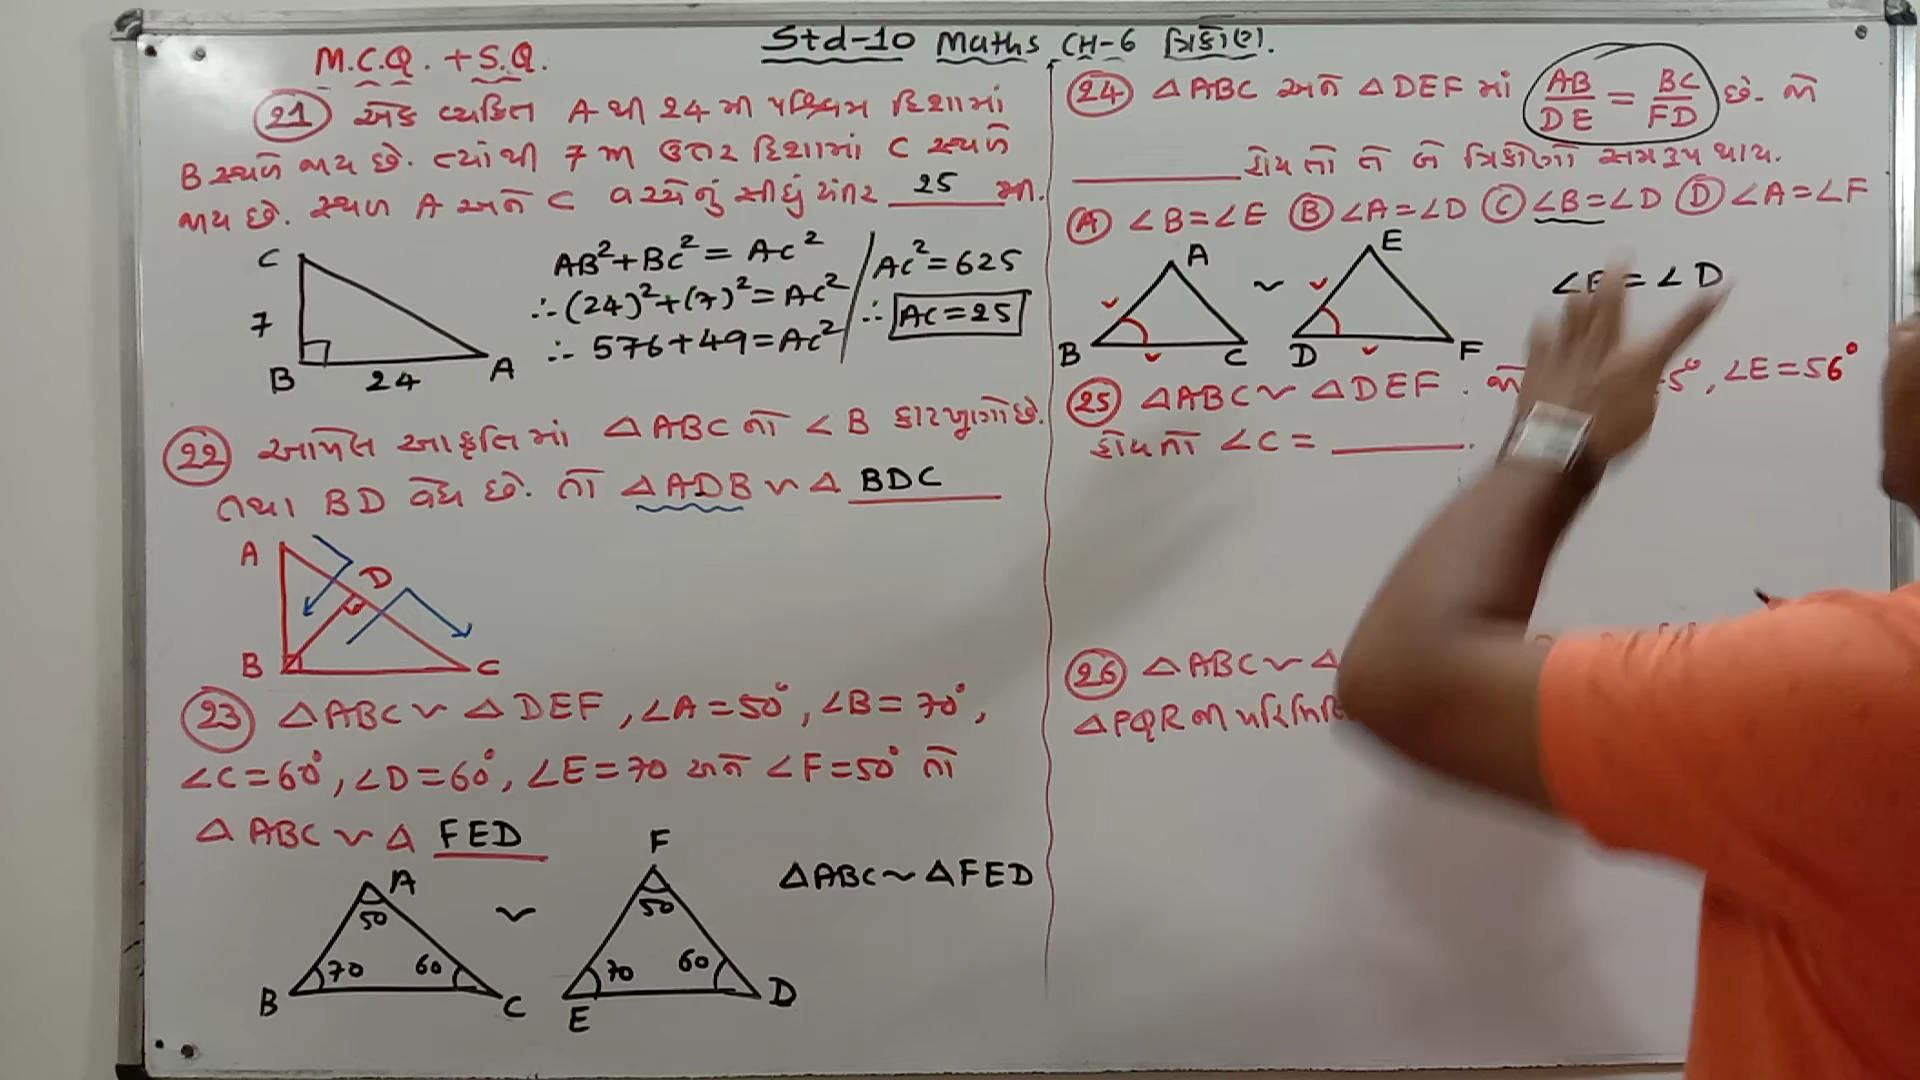 Std-10 Maths CH-6 ત્રિકોણ.
M.C.Q. + S.Q.
(21) એક વ્યકિત A થી 24 મી પશ્ચિમ દિશામાં
B સ્થળે જાય છે. ત્યાંથી 7 m ઉત્તર દિશામાં C સ્થળે
જાય છે. સ્થળ A અને C વચ્ચેનું સીધું અંતર 25 મી.
C
7
B 24 A
AB²+BC² = AC²
∴ (24)²+(7)² = AC²
∴ 576+49 = AC²
AC² = 625
∴ AC = 25
(22) આપેલ આકૃતિમાં △ABC નો ∠B કાટખૂણો છે.
તથા BD વેધ છે. તો △ADB ~ △ BDC
A D
B C
(23) △ABC ~ △DEF, ∠A = 50°, ∠B = 70°,
∠C = 60°, ∠D = 60°, ∠E = 70 અને ∠F = 50° તો
△ ABC ~ △ FED
A
50
70 60
B C
~
F
50
70 60
E D
△ABC ~ △FED
(24) △ABC અને △DEF માં AB/DE = BC/FD છે. જો
______ હોય તો તે બે ત્રિકોણો સમરૂપ થાય.
(A) ∠B = ∠E (B) ∠A = ∠D (C) ∠B = ∠D (D) ∠A = ∠F
A
B C
~
E
D F
= ∠D
(25) △ABC ~ △DEF. જો 5°, ∠E = 56°
હોય તો ∠C = ______.
(26) △ABC ~ △
△PQR ની